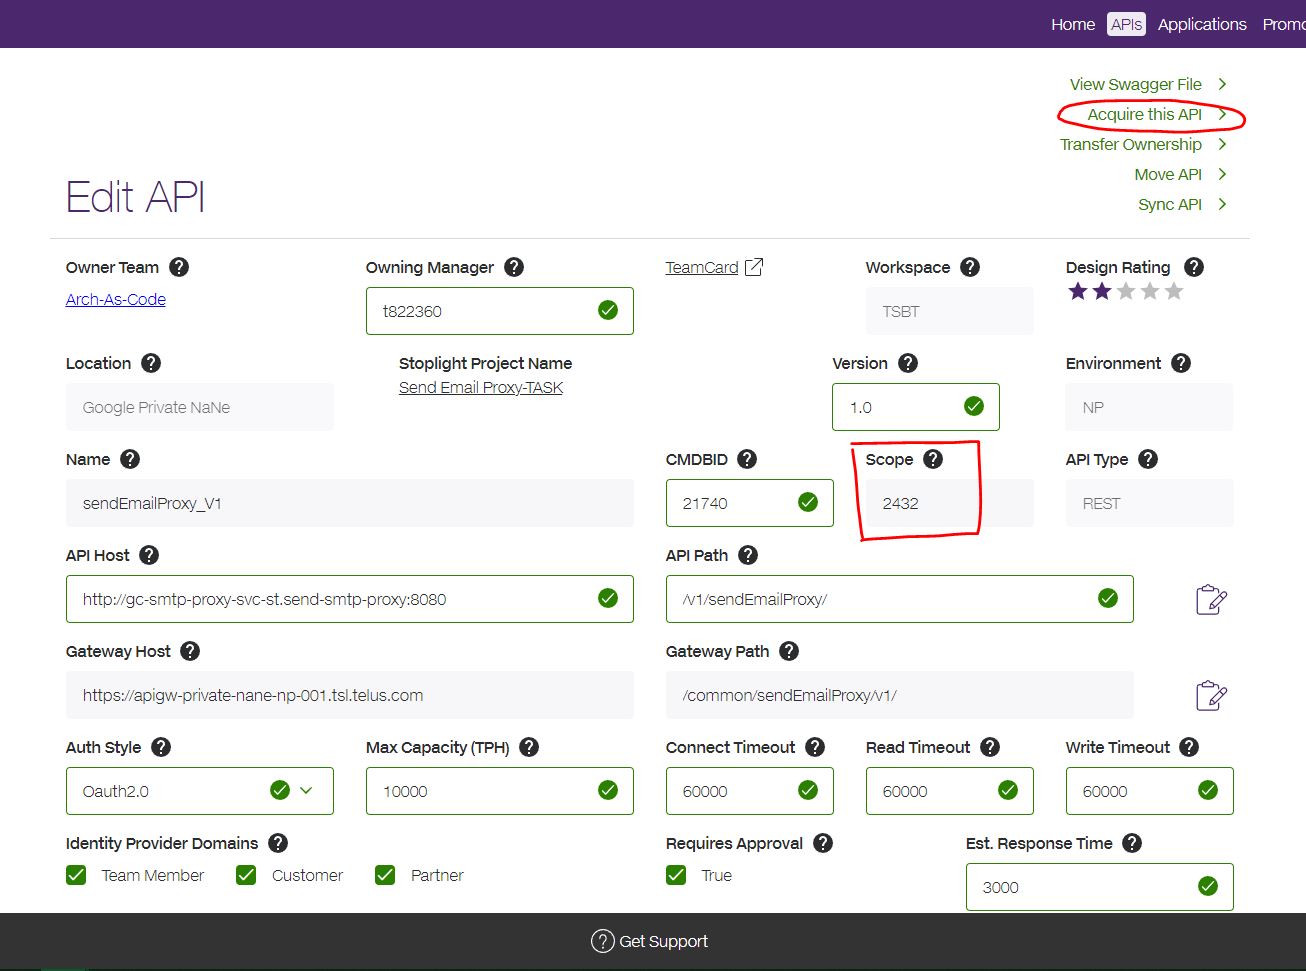 Home APIs Applications Promo
View Swagger File
Acquire this API
Transfer Ownership
Move API
Sync API
Edit API
Owner Team ? Owning Manager ? TeamCard Workspace ? Design Rating ?
Arch-As-Code t822360 TSBT
Location ? Stoplight Project Name Version ? Environment ?
Send Email Proxy-TASK
Google Private NaNe 1.0 NP
Name ? CMDBID ? Scope ? API Type ?
sendEmailProxy_V1 21740 2432 REST
API Host ? API Path ?
http://gc-smtp-proxy-svc-st.send-smtp-proxy:8080 /v1/sendEmailProxy/
Gateway Host ? Gateway Path ?
https://apigw-private-nane-np-001.tsl.telus.com /common/sendEmailProxy/v1/
Auth Style ? Max Capacity (TPH) ? Connect Timeout ? Read Timeout ? Write Timeout ?
Oauth2.0 10000 60000 60000 60000
Identity Provider Domains ? Requires Approval ? Est. Response Time ?
Team Member Customer Partner True
3000
? Get Support